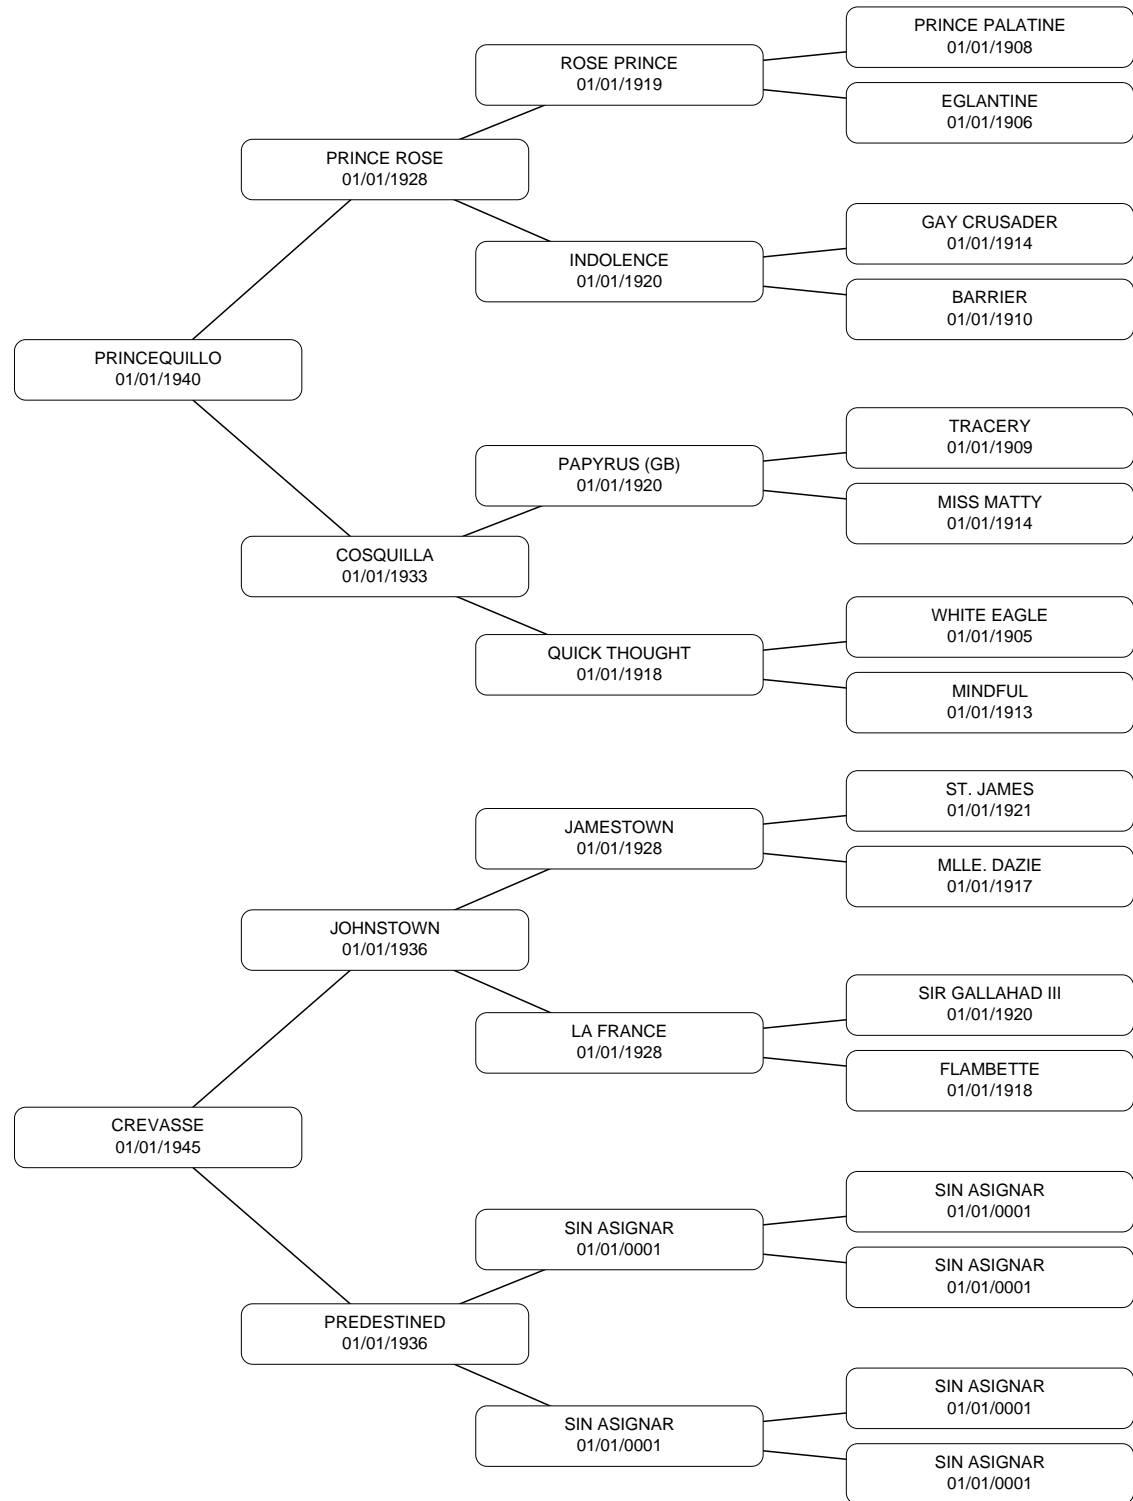 PRINCE PALATINE
01/01/1908
ROSE PRINCE
01/01/1919
EGLANTINE
01/01/1906
PRINCE ROSE
01/01/1928
GAY CRUSADER
01/01/1914
INDOLENCE
01/01/1920
BARRIER
01/01/1910
PRINCEQUILLO
01/01/1940
TRACERY
01/01/1909
PAPYRUS (GB)
01/01/1920
MISS MATTY
01/01/1914
COSQUILLA
01/01/1933
WHITE EAGLE
01/01/1905
QUICK THOUGHT
01/01/1918
MINDFUL
01/01/1913
ST. JAMES
01/01/1921
JAMESTOWN
01/01/1928
MLLE. DAZIE
01/01/1917
JOHNSTOWN
01/01/1936
SIR GALLAHAD III
01/01/1920
LA FRANCE
01/01/1928
FLAMBETTE
01/01/1918
CREVASSE
01/01/1945
SIN ASIGNAR
01/01/0001
SIN ASIGNAR
01/01/0001
SIN ASIGNAR
01/01/0001
PREDESTINED
01/01/1936
SIN ASIGNAR
01/01/0001
SIN ASIGNAR
01/01/0001
SIN ASIGNAR
01/01/0001